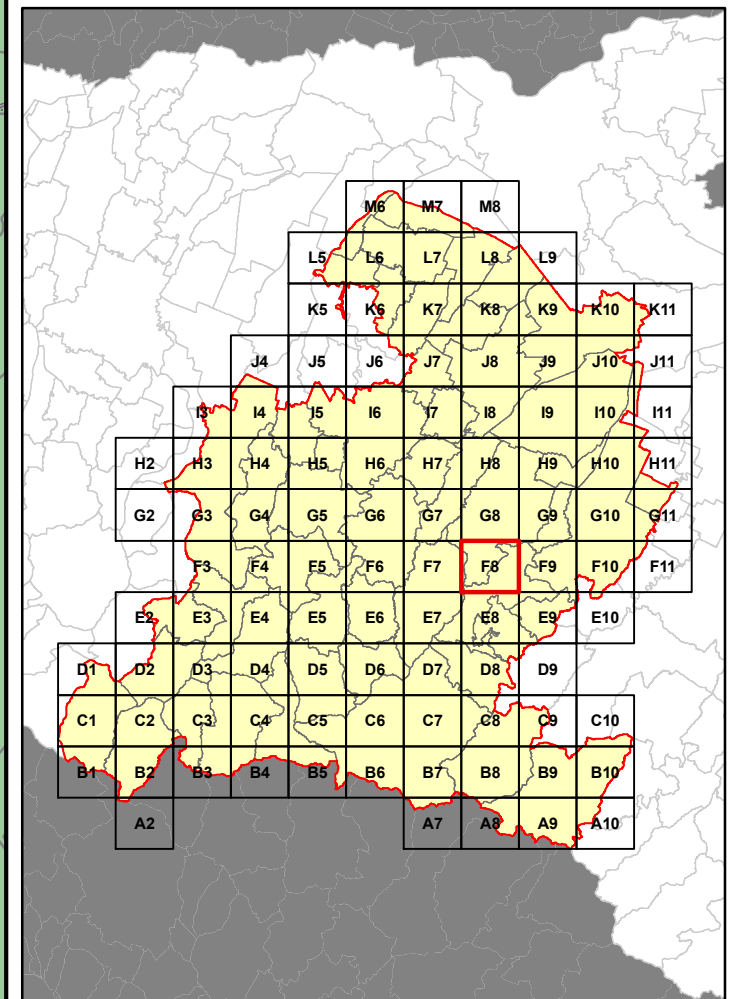 M6 M7 M8
L5 L6 L7 L8 L9
K5 K6 K7 K8 K9 K10 K11
J4 J5 J6 J7 J8 J9 J10 J11
I3 I4 I5 I6 I7 I8 I9 I10 I11
H2 H3 H4 H5 H6 H7 H8 H9 H10 H11
G2 G3 G4 G5 G6 G7 G8 G9 G10 G11
F3 F4 F5 F6 F7 F8 F9 F10 F11
E2 E3 E4 E5 E6 E7 E8 E9 E10
D1 D2 D3 D4 D5 D6 D7 D8 D9
C1 C2 C3 C4 C5 C6 C7 C8 C9 C10
B1 B2 B3 B4 B5 B6 B7 B8 B9 B10
A2 A7 A8 A9 A10